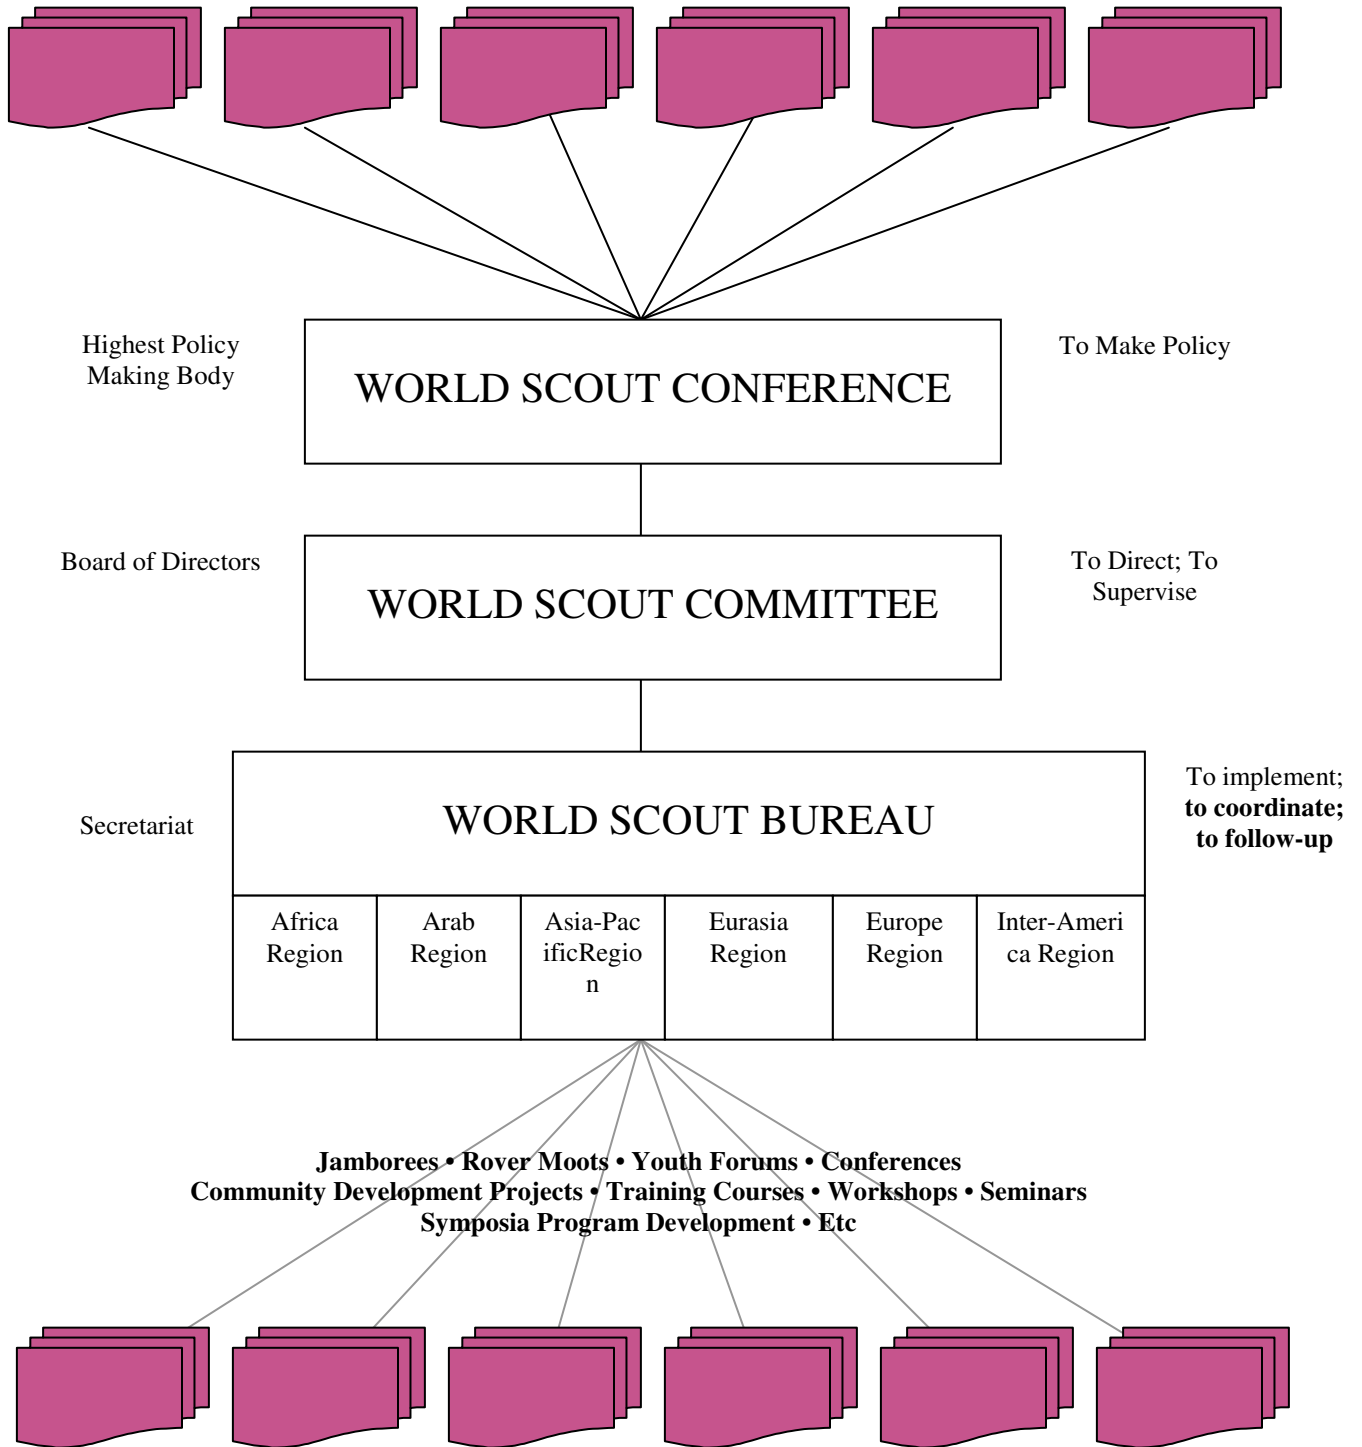 Highest Policy
Making Body
WORLD SCOUT CONFERENCE
To Make Policy
Board of Directors
WORLD SCOUT COMMITTEE
To Direct; To
Supervise
Secretariat
WORLD SCOUT BUREAU
To implement;
to coordinate;
to follow-up
Africa
Region
Arab
Region
Asia-Pac
ificRegio
n
Eurasia
Region
Europe
Region
Inter-Ameri
ca Region
Jamborees • Rover Moots • Youth Forums • Conferences
Community Development Projects • Training Courses • Workshops • Seminars
Symposia Program Development • Etc